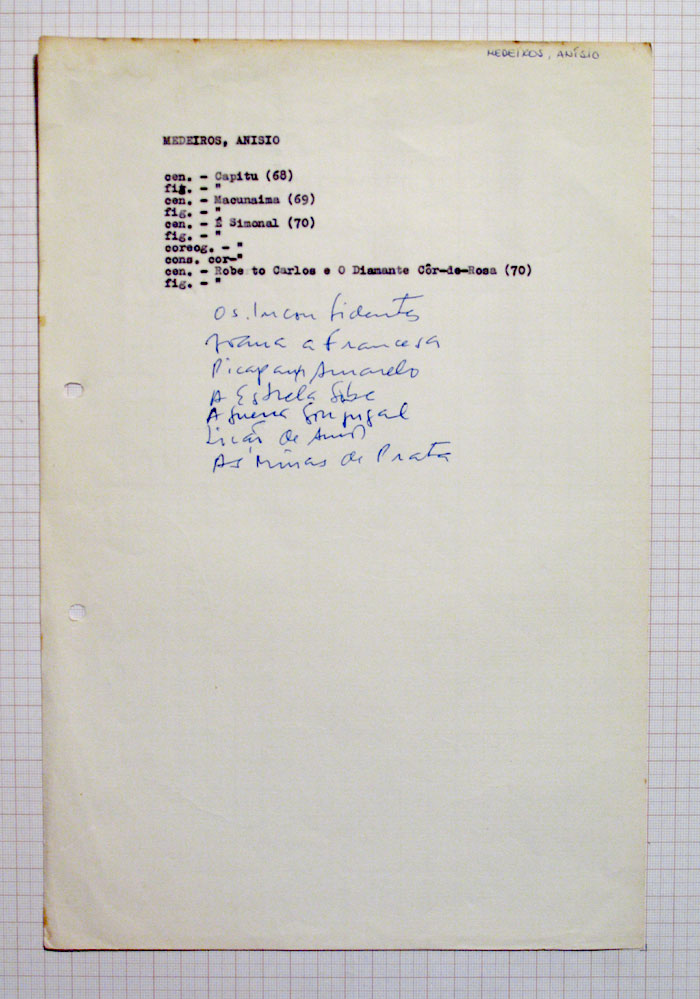 MEDEIROS, ANÍSIO
MEDEIROS, ANISIO
cen. - Capitu (68)
fig. - "
cen. - Macunaima (69)
fig. - "
cen. - É Simonal (70)
fig. - "
coreog. - "
cons. cor-"
cen. - Roberto Carlos e O Diamante Côr-de-Rosa (70)
fig. - "
Os Inconfidentes
Joana a Francesa
Picapau Amarelo
A Estrela Sobe
A Guerra Conjugal
Lição de Amor
As Minas de Prata